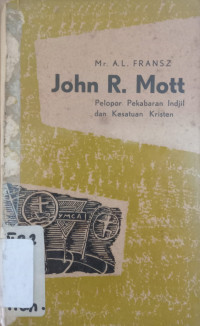 Mr. A.L. FRANSZ
John R. Mott
Pelopor Pekabaran Indjil
dan Kesatuan Kristen
YMCA